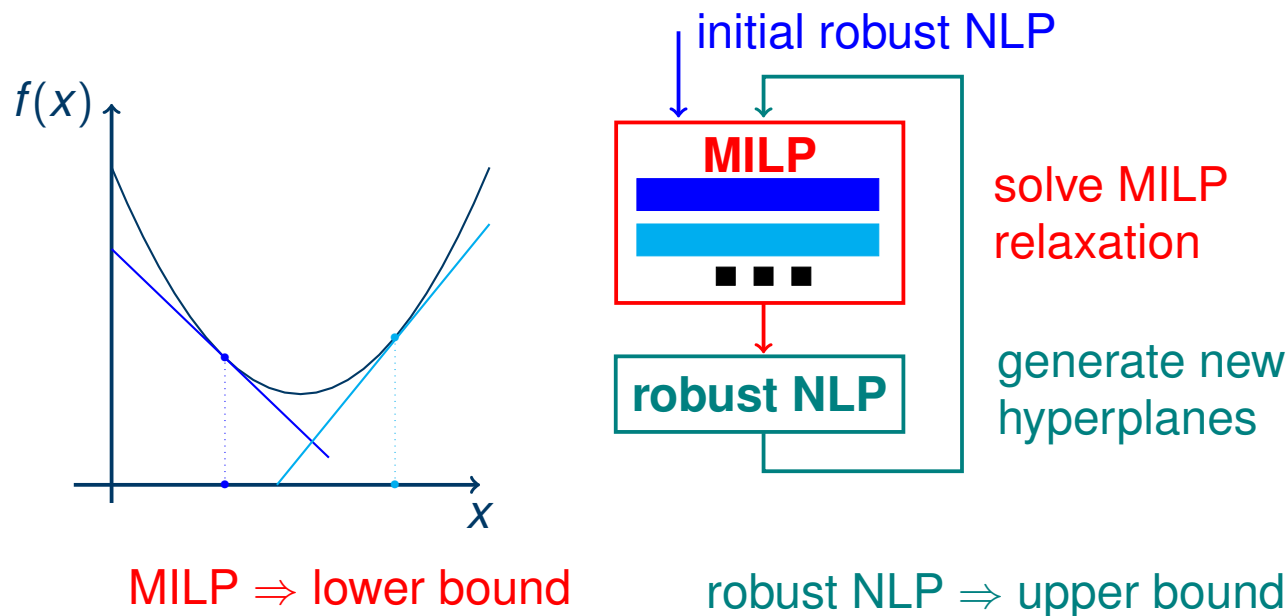 initial robust NLP
f(x)
MILP
solve MILP
relaxation
generate new
hyperplanes
robust NLP
x
MILP ⇒ lower bound
robust NLP ⇒ upper bound